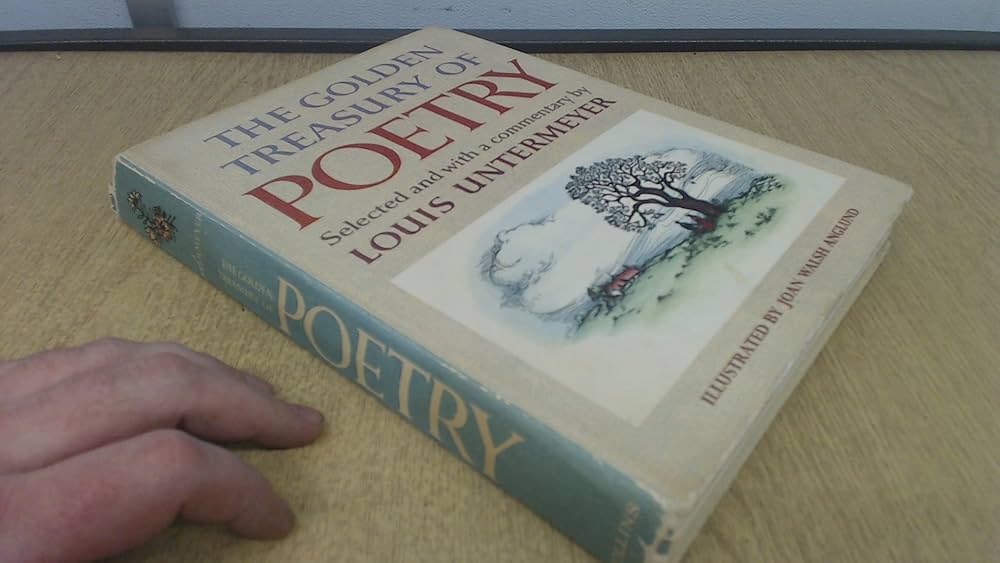 THE GOLDEN
TREASURY OF
POETRY
Selected and with a commentary by
LOUIS UNTERMEYER
ILLUSTRATED BY JOAN WALSH ANGLUND
THE GOLDEN
TREASURY OF
POETRY